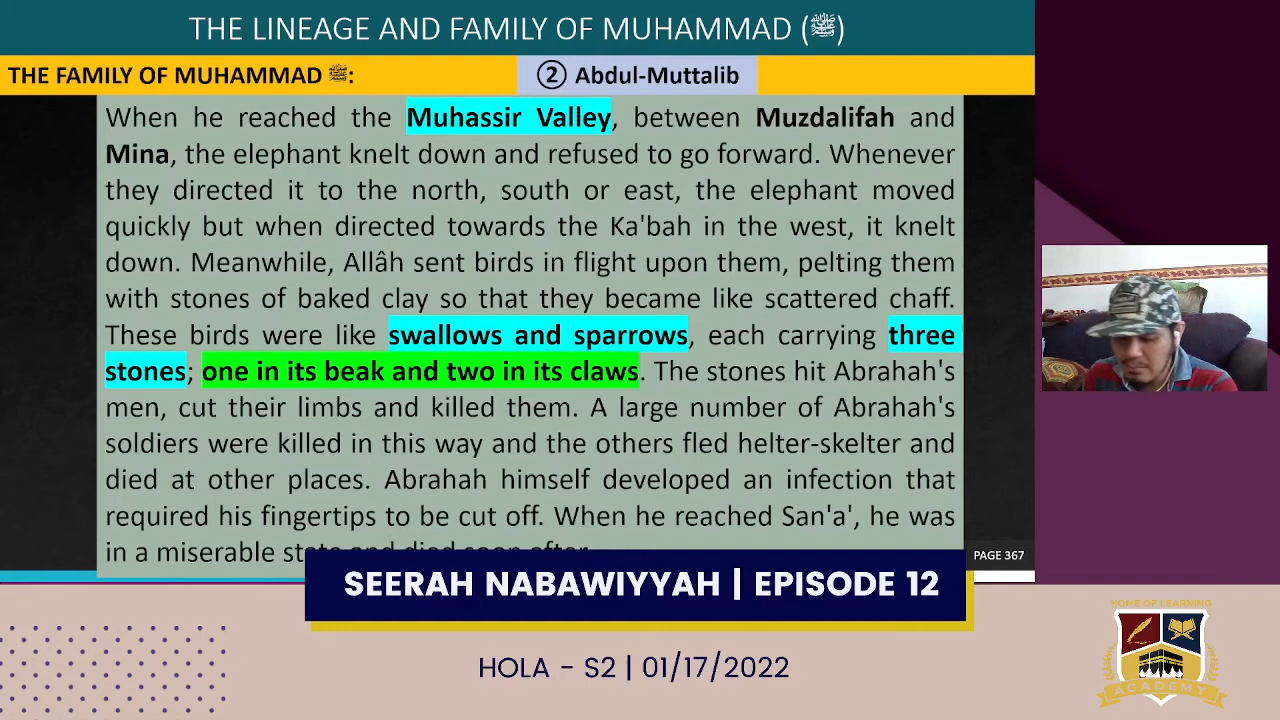 THE LINEAGE AND FAMILY OF MUHAMMAD (ﷺ)
THE FAMILY OF MUHAMMAD ﷺ:
② Abdul-Muttalib
When he reached the Muhassir Valley, between Muzdalifah and
Mina, the elephant knelt down and refused to go forward. Whenever
they directed it to the north, south or east, the elephant moved
quickly but when directed towards the Ka'bah in the west, it knelt
down. Meanwhile, Allâh sent birds in flight upon them, pelting them
with stones of baked clay so that they became like scattered chaff.
These birds were like swallows and sparrows, each carrying three
stones; one in its beak and two in its claws. The stones hit Abrahah's
men, cut their limbs and killed them. A large number of Abrahah's
soldiers were killed in this way and the others fled helter-skelter and
died at other places. Abrahah himself developed an infection that
required his fingertips to be cut off. When he reached San'a', he was
in a miserable state and died soon after.
PAGE 367
SEERAH NABAWIYYAH | EPISODE 12
HOLA - S2 | 01/17/2022
HOME OF LEARNING
ACADEMY